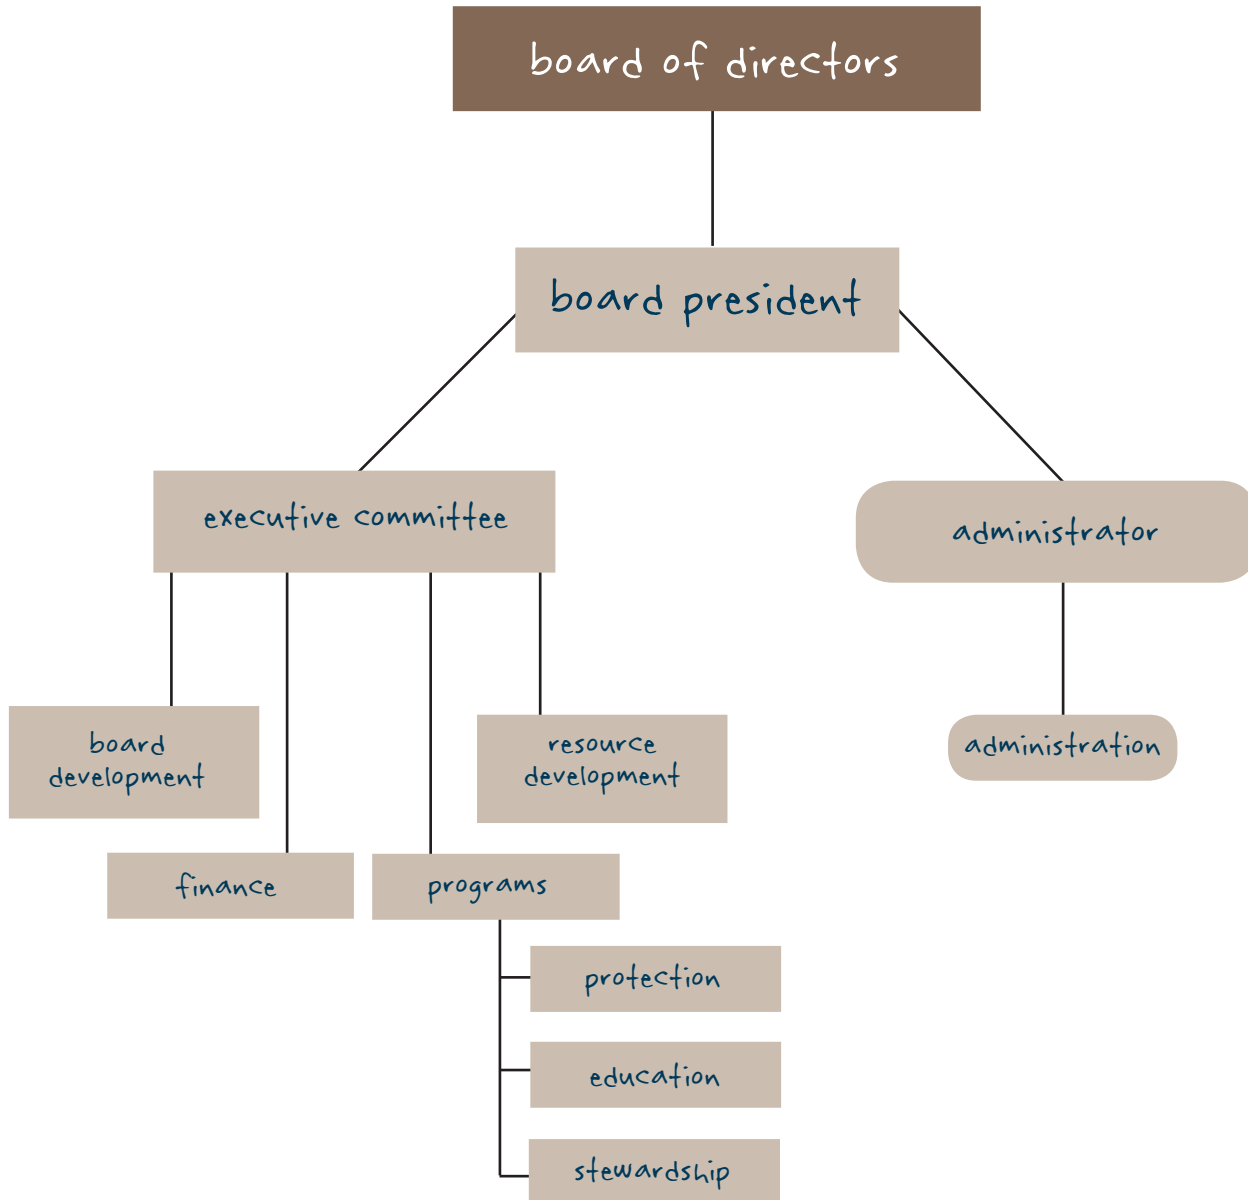 board of directors
board president
executive committee
administrator
board
development
resource
development
administration
finance
programs
protection
education
stewardship